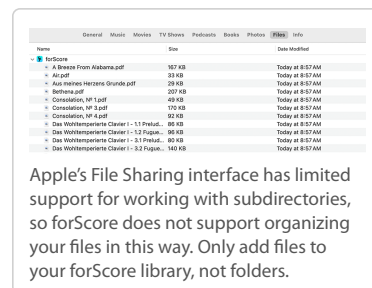 General Music Movies TV Shows Podcasts Books Photos Files Info
Name Size Date Modified
forScore
A Breeze From Alabama.pdf 167 KB Today at 8:57 AM
Air.pdf 33 KB Today at 8:57 AM
Aus meines Herzens Grunde.pdf 29 KB Today at 8:57 AM
Bethena.pdf 207 KB Today at 8:57 AM
Consolation, Nº 1.pdf 49 KB Today at 8:57 AM
Consolation, Nº 3.pdf 170 KB Today at 8:57 AM
Consolation, Nº 4.pdf 92 KB Today at 8:57 AM
Das Wohltemperierte Clavier I - 1.1 Prelud... 86 KB Today at 8:57 AM
Das Wohltemperierte Clavier I - 1.2 Fugue... 96 KB Today at 8:57 AM
Das Wohltemperierte Clavier I - 3.1 Prelud... 80 KB Today at 8:57 AM
Das Wohltemperierte Clavier I - 3.2 Fugue... 140 KB Today at 8:57 AM
Apple’s File Sharing interface has limited
support for working with subdirectories,
so forScore does not support organizing
your files in this way. Only add files to
your forScore library, not folders.